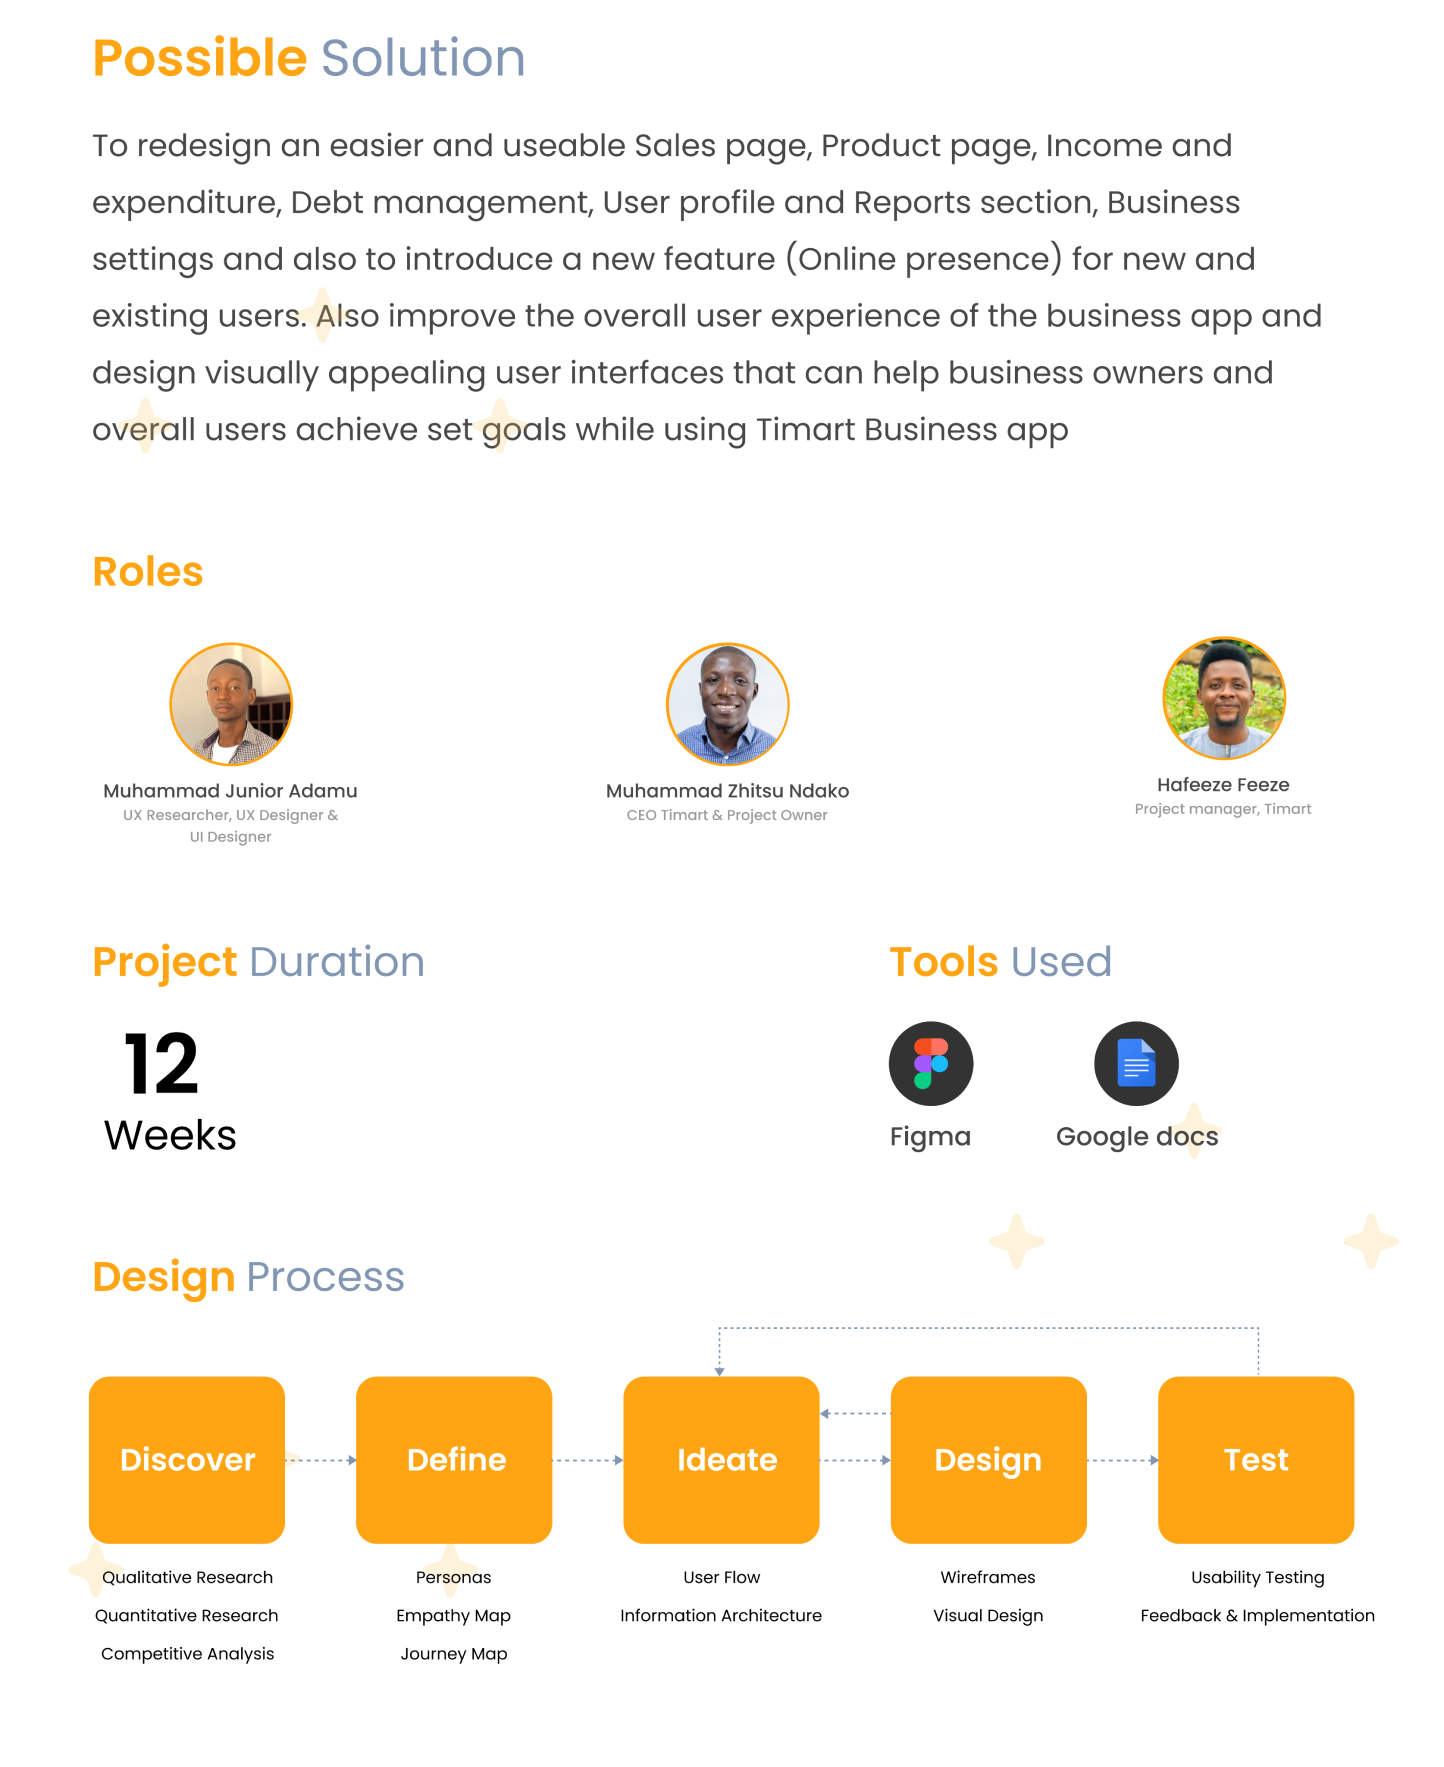 Possible Solution
To redesign an easier and useable Sales page, Product page, Income and
expenditure, Debt management, User profile and Reports section, Business
settings and also to introduce a new feature (Online presence) for new and
existing users. Also improve the overall user experience of the business app and
design visually appealing user interfaces that can help business owners and
overall users achieve set goals while using Timart Business app
Roles
Muhammad Junior Adamu
UX Researcher, UX Designer &
UI Designer
Muhammad Zhitsu Ndako
CEO Timart & Project Owner
Hafeeze Feeze
Project manager, Timart
Project Duration
12
Weeks
Tools Used
Figma
Google docs
Design Process
Discover
Define
Ideate
Design
Test
Qualitative Research
Quantitative Research
Competitive Analysis
Personas
Empathy Map
Journey Map
User Flow
Information Architecture
Wireframes
Visual Design
Usability Testing
Feedback & Implementation